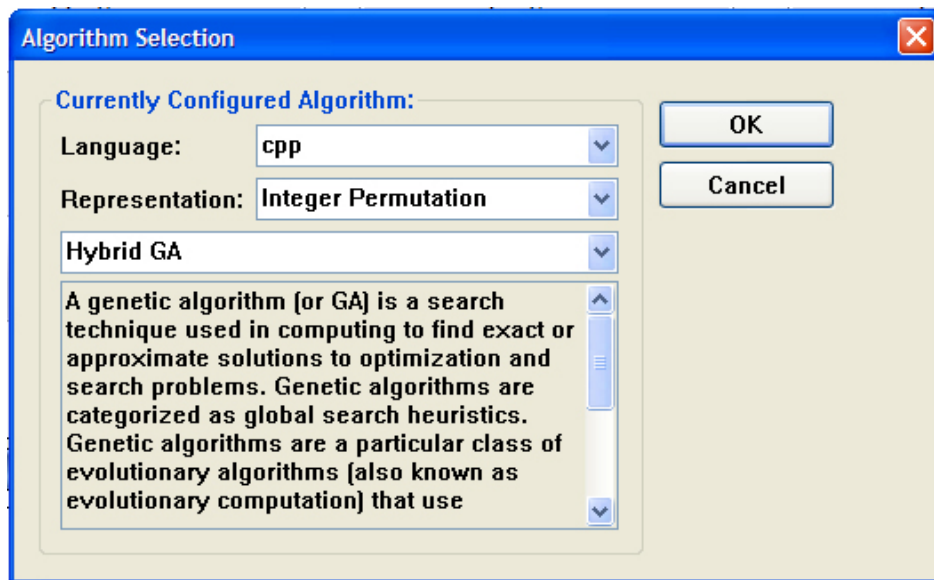 Algorithm Selection
Currently Configured Algorithm:
Language:
cpp
Representation:
Integer Permutation
Hybrid GA
A genetic algorithm (or GA) is a search
technique used in computing to find exact or
approximate solutions to optimization and
search problems. Genetic algorithms are
categorized as global search heuristics.
Genetic algorithms are a particular class of
evolutionary algorithms (also known as
evolutionary computation) that use
OK
Cancel